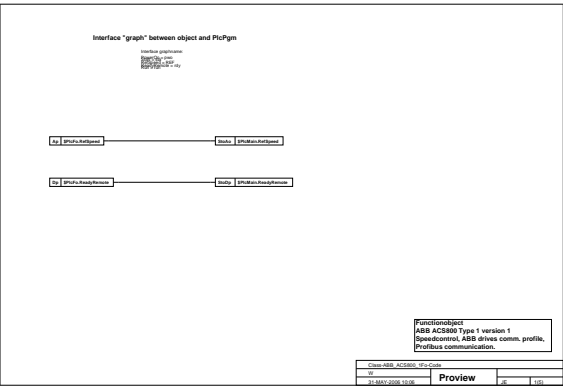 Interface "graph" between object and PlcPgm
Interface graphname:
Ap $PlcFo.RefSpeed StoAo $PlcMain.RefSpeed
Dp $PlcFo.ReadyRemote StoDp $PlcMain.ReadyRemote
Functionobject
ABB ACS800 Type 1 version 1
Speedcontrol, ABB drives comm. profile,
Profibus communication.
Class-ABB_ACS800_1Fo-Code
W
31-MAY-2006 10:06 Proview JE 1(5)